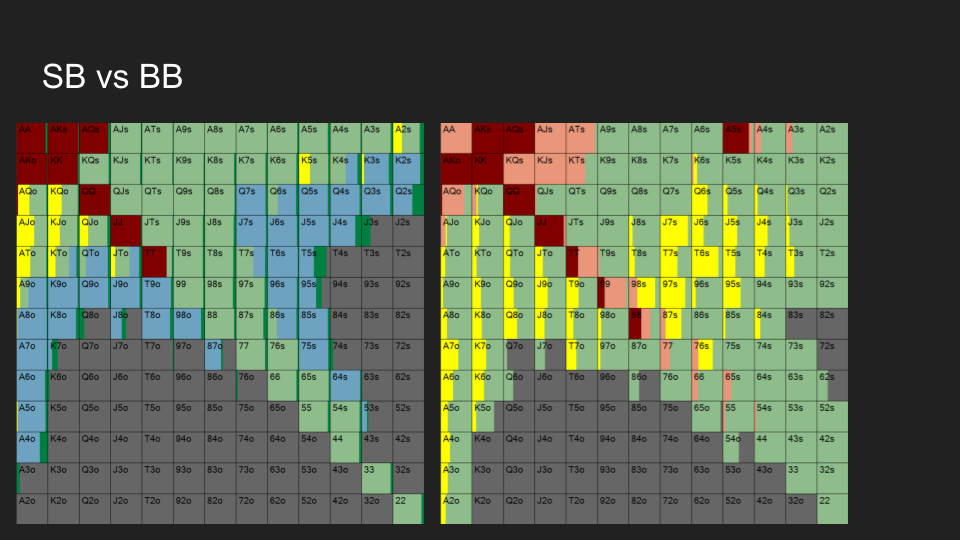 SB vs BB
AA AKs AQs AJs ATs A9s A8s A7s A6s A5s A4s A3s A2s
AKo KK KQs KJs KTs K9s K8s K7s K6s K5s K4s K3s K2s
AQo KQo QQ QJs QTs Q9s Q8s Q7s Q6s Q5s Q4s Q3s Q2s
AJo KJo QJo JJ JTs J9s J8s J7s J6s J5s J4s J3s J2s
ATo KTo QTo JTo TT T9s T8s T7s T6s T5s T4s T3s T2s
A9o K9o Q9o J9o T9o 99 98s 97s 96s 95s 94s 93s 92s
A8o K8o Q8o J8o T8o 98o 88 87s 86s 85s 84s 83s 82s
A7o K7o Q7o J7o T7o 97o 87o 77 76s 75s 74s 73s 72s
A6o K6o Q6o J6o T6o 96o 86o 76o 66 65s 64s 63s 62s
A5o K5o Q5o J5o T5o 95o 85o 75o 65o 55 54s 53s 52s
A4o K4o Q4o J4o T4o 94o 84o 74o 64o 54o 44 43s 42s
A3o K3o Q3o J3o T3o 93o 83o 73o 63o 53o 43o 33 32s
A2o K2o Q2o J2o T2o 92o 82o 72o 62o 52o 42o 32o 22
AA AKs AQs AJs ATs A9s A8s A7s A6s A5s A4s A3s A2s
AKo KK KQs KJs KTs K9s K8s K7s K6s K5s K4s K3s K2s
AQo KQo QQ QJs QTs Q9s Q8s Q7s Q6s Q5s Q4s Q3s Q2s
AJo KJo QJo JJ JTs J9s J8s J7s J6s J5s J4s J3s J2s
ATo KTo QTo JTo TT T9s T8s T7s T6s T5s T4s T3s T2s
A9o K9o Q9o J9o T9o 99 98s 97s 96s 95s 94s 93s 92s
A8o K8o Q8o J8o T8o 98o 88 87s 86s 85s 84s 83s 82s
A7o K7o Q7o J7o T7o 97o 87o 77 76s 75s 74s 73s 72s
A6o K6o Q6o J6o T6o 96o 86o 76o 66 65s 64s 63s 62s
A5o K5o Q5o J5o T5o 95o 85o 75o 65o 55 54s 53s 52s
A4o K4o Q4o J4o T4o 94o 84o 74o 64o 54o 44 43s 42s
A3o K3o Q3o J3o T3o 93o 83o 73o 63o 53o 43o 33 32s
A2o K2o Q2o J2o T2o 92o 82o 72o 62o 52o 42o 32o 22